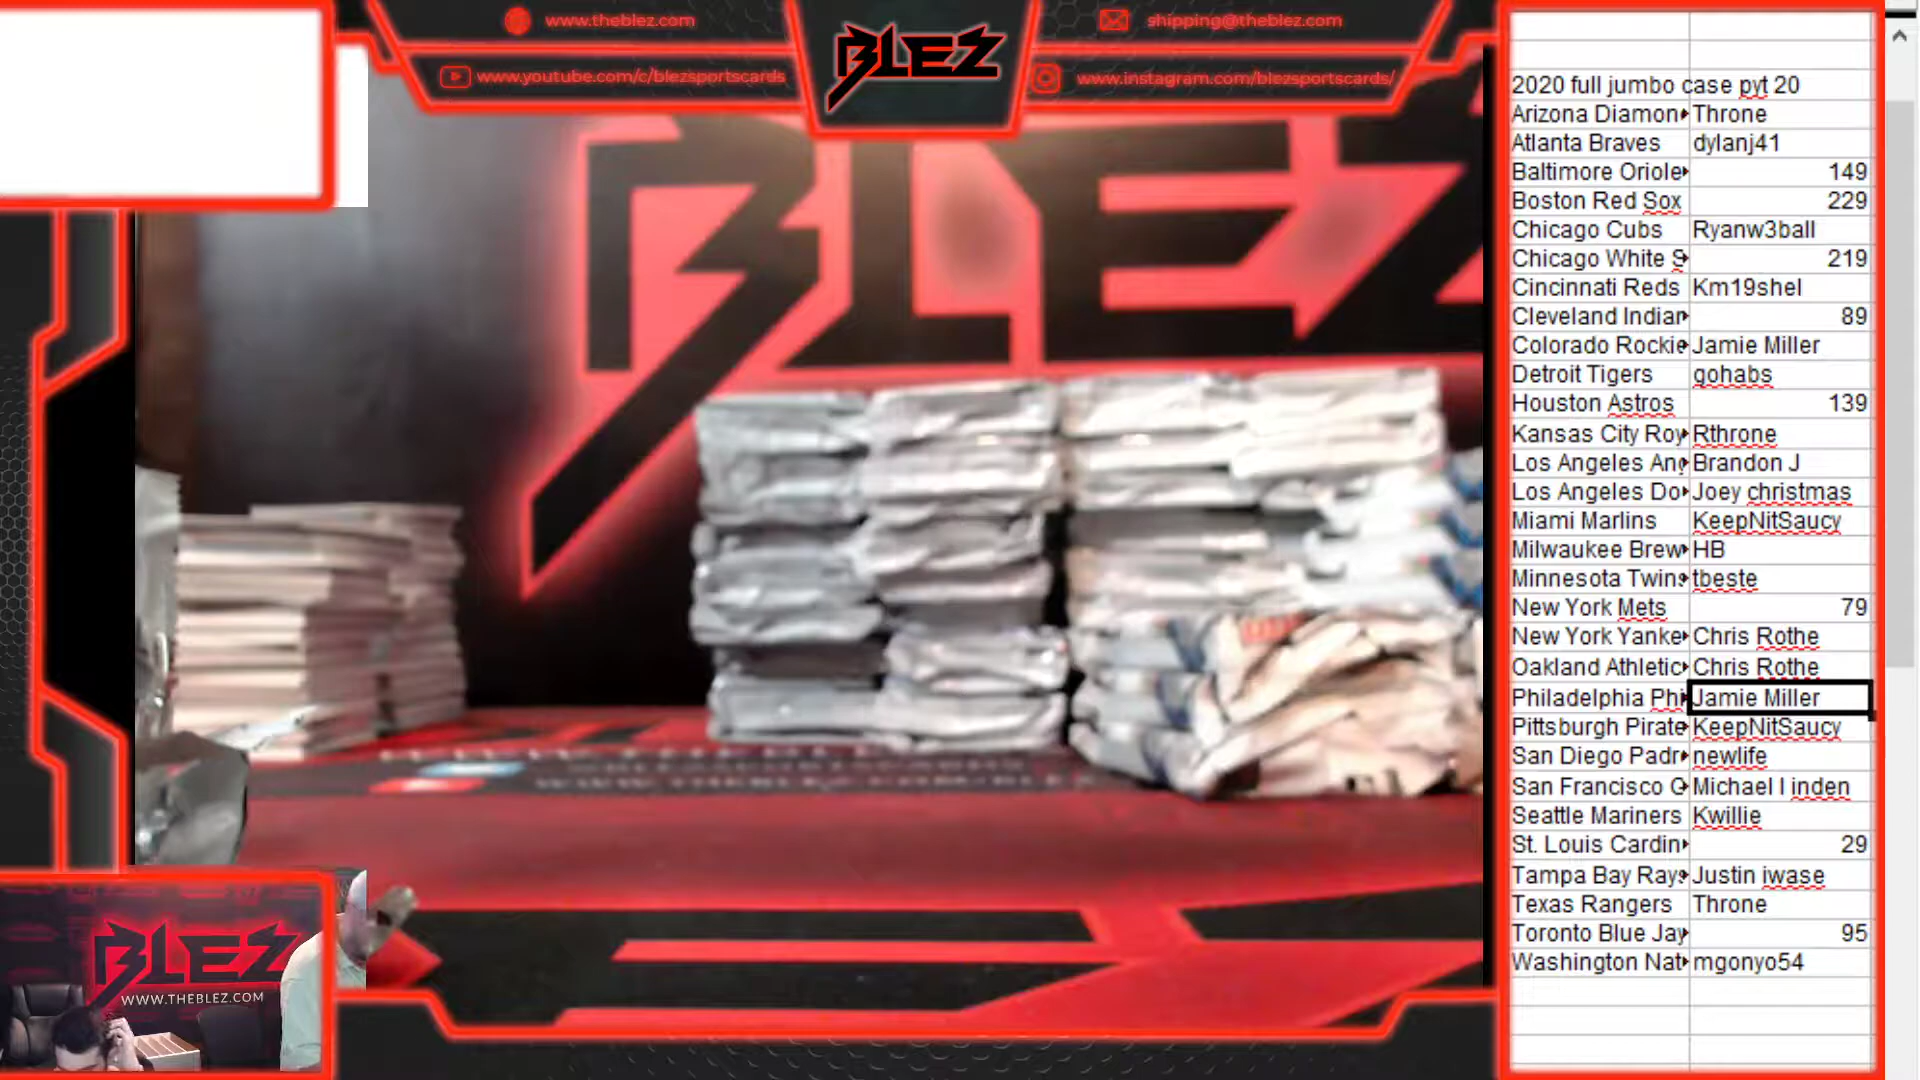 www.theblez.com
BLEZ
shipping@theblez.com
www.youtube.com/c/blezsportscards
www.instagram.com/blezsportscards/
BLEZ
2020 full jumbo case pyt 20
Arizona Diamon Throne
Atlanta Braves dylanj41
Baltimore Oriole 149
Boston Red Sox 229
Chicago Cubs Ryanw3ball
Chicago White S 219
Cincinnati Reds Km19shel
Cleveland Indian 89
Colorado Rockie Jamie Miller
Detroit Tigers gohabs
Houston Astros 139
Kansas City Roy Rthrone
Los Angeles Ang Brandon J
Los Angeles Do Joey christmas
Miami Marlins KeepNitSaucy
Milwaukee Brew HB
Minnesota Twins tbeste
New York Mets 79
New York Yanke Chris Rothe
Oakland Athletic Chris Rothe
Philadelphia Phi Jamie Miller
Pittsburgh Pirate KeepNitSaucy
San Diego Padr newlife
San Francisco G Michael l inden
Seattle Mariners Kwillie
St. Louis Cardin 29
Tampa Bay Rays Justin iwase
Texas Rangers Throne
Toronto Blue Jay 95
Washington Nat mgonyo54
BLEZ
WWW.THEBLEZ.COM